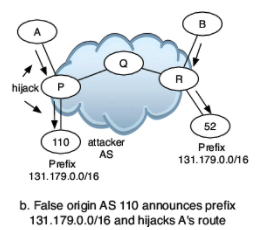 A
B
Q
hijack
P
R
110
attacker
AS
52
Prefix
131.179.0.0/16
Prefix
131.179.0.0/16
b. False origin AS 110 announces prefix
131.179.0.0/16 and hijacks A's route